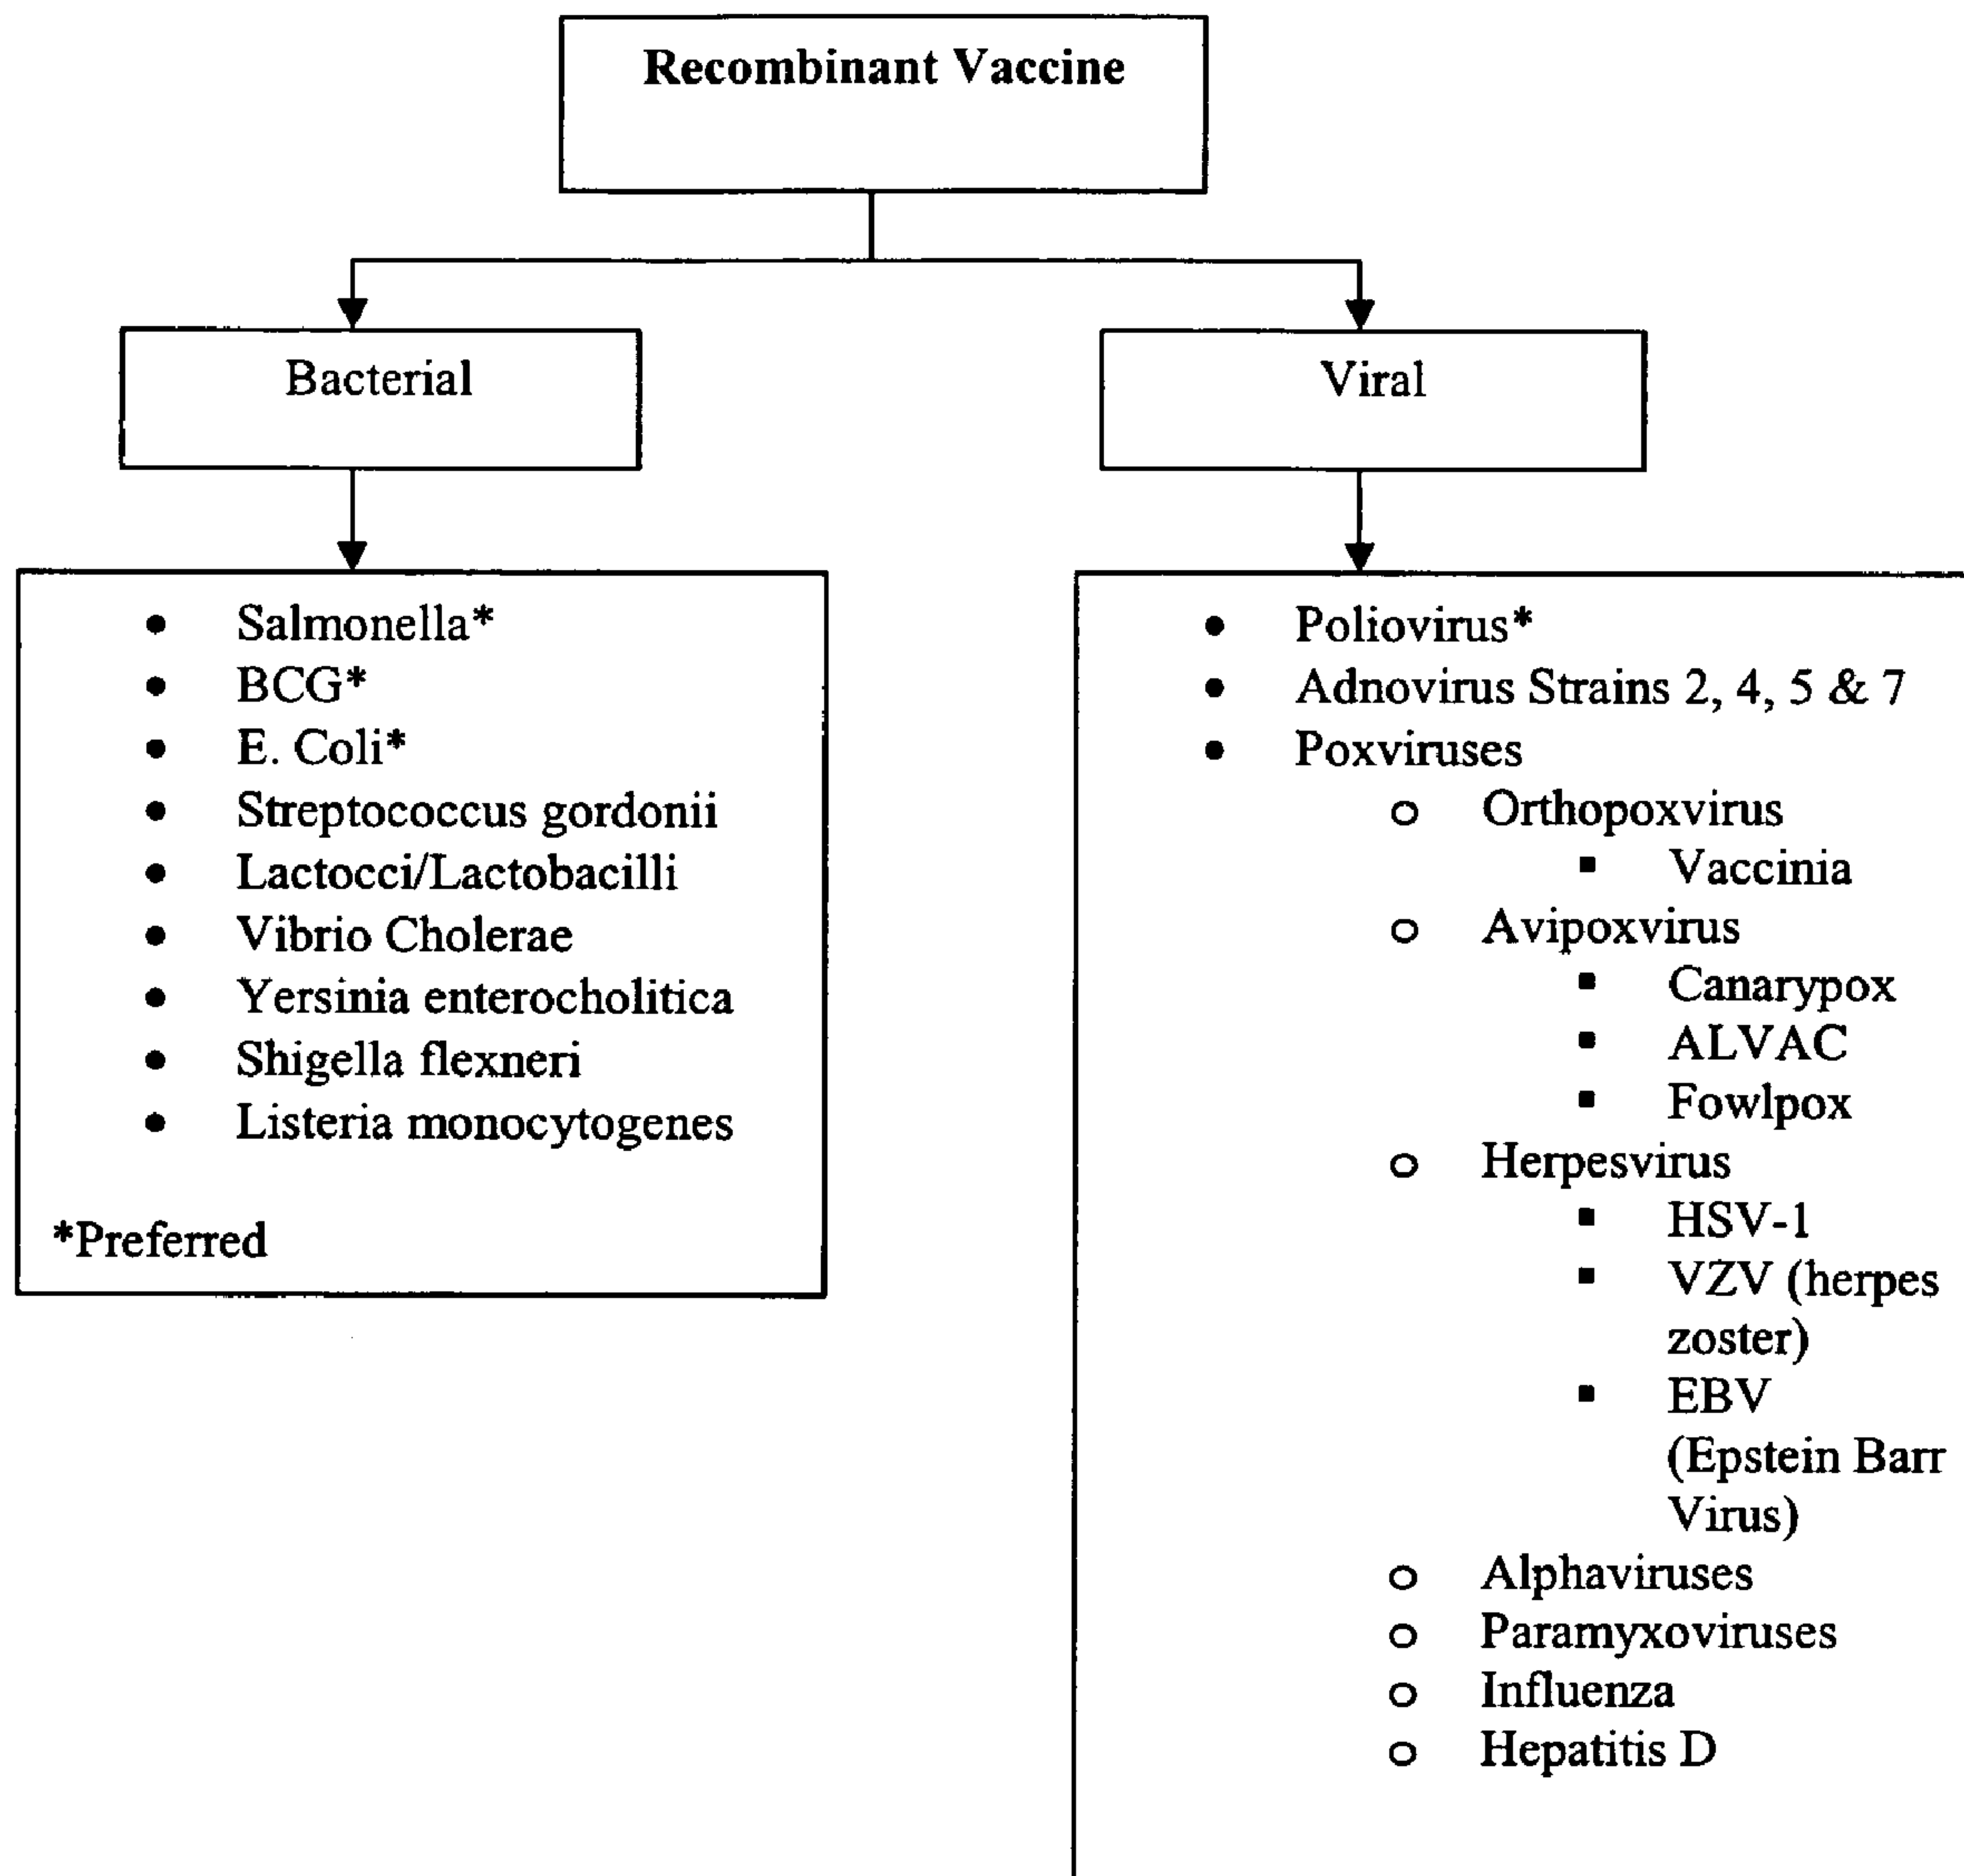 Recombinant Vaccine
Bacterial
Viral
• Salmonella*
• BCG*
• E. Coli*
• Streptococcus gordonii
• Lactocci/Lactobacilli
• Vibrio Cholerae
• Yersinia enterocholitica
• Shigella flexneri
• Listeria monocytogenes
*Preferred
• Poliovirus*
• Adnovirus Strains 2, 4, 5 & 7
• Poxviruses
o Orthopoxvirus
▪ Vaccinia
o Avipoxvirus
▪ Canarypox
▪ ALVAC
▪ Fowlpox
o Herpesvirus
▪ HSV-1
▪ VZV (herpes
zoster)
▪ EBV
(Epstein Barr
Virus)
o Alphaviruses
o Paramyxoviruses
o Influenza
o Hepatitis D